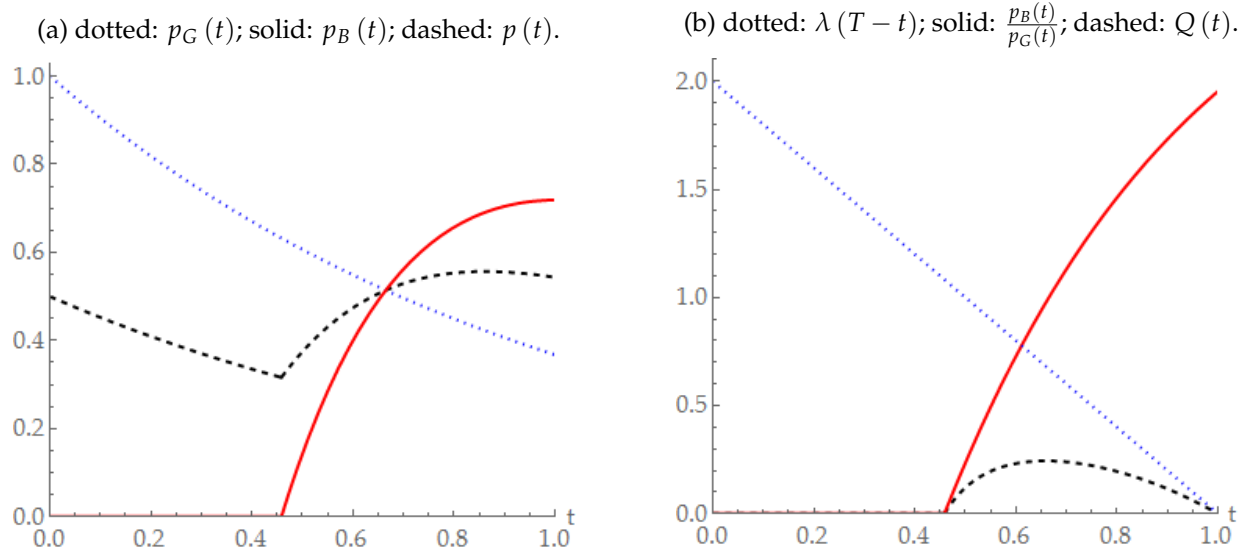 (a) dotted: p_G (t); solid: p_B (t); dashed: p (t).
1.0
0.8
0.6
0.4
0.2
0.0
0.0 0.2 0.4 0.6 0.8 1.0 t
(b) dotted: λ (T − t); solid: p_B(t)/p_G(t); dashed: Q (t).
2.0
1.5
1.0
0.5
0.0
0.0 0.2 0.4 0.6 0.8 1.0 t